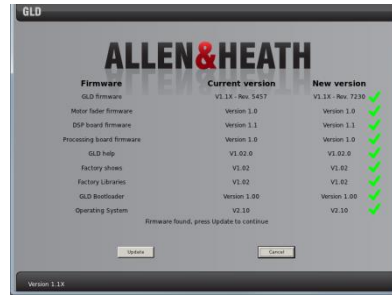 GLD
ALLEN&HEATH
Firmware Current version New version
GLD firmware V1.1X - Rev. 5457 V1.1X - Rev. 7230
Motor fader firmware Version 1.0 Version 1.0
DSP board firmware Version 1.1 Version 1.1
Processing board firmware Version 1.0 Version 1.0
GLD help V1.02.0 V1.02.0
Factory shows V1.02 V1.02
Factory Libraries V1.02 V1.02
GLD Bootloader Version 1.00 Version 1.00
Operating System V2.10 V2.10
Firmware found, press Update to continue
Update Cancel
Version 1.1X